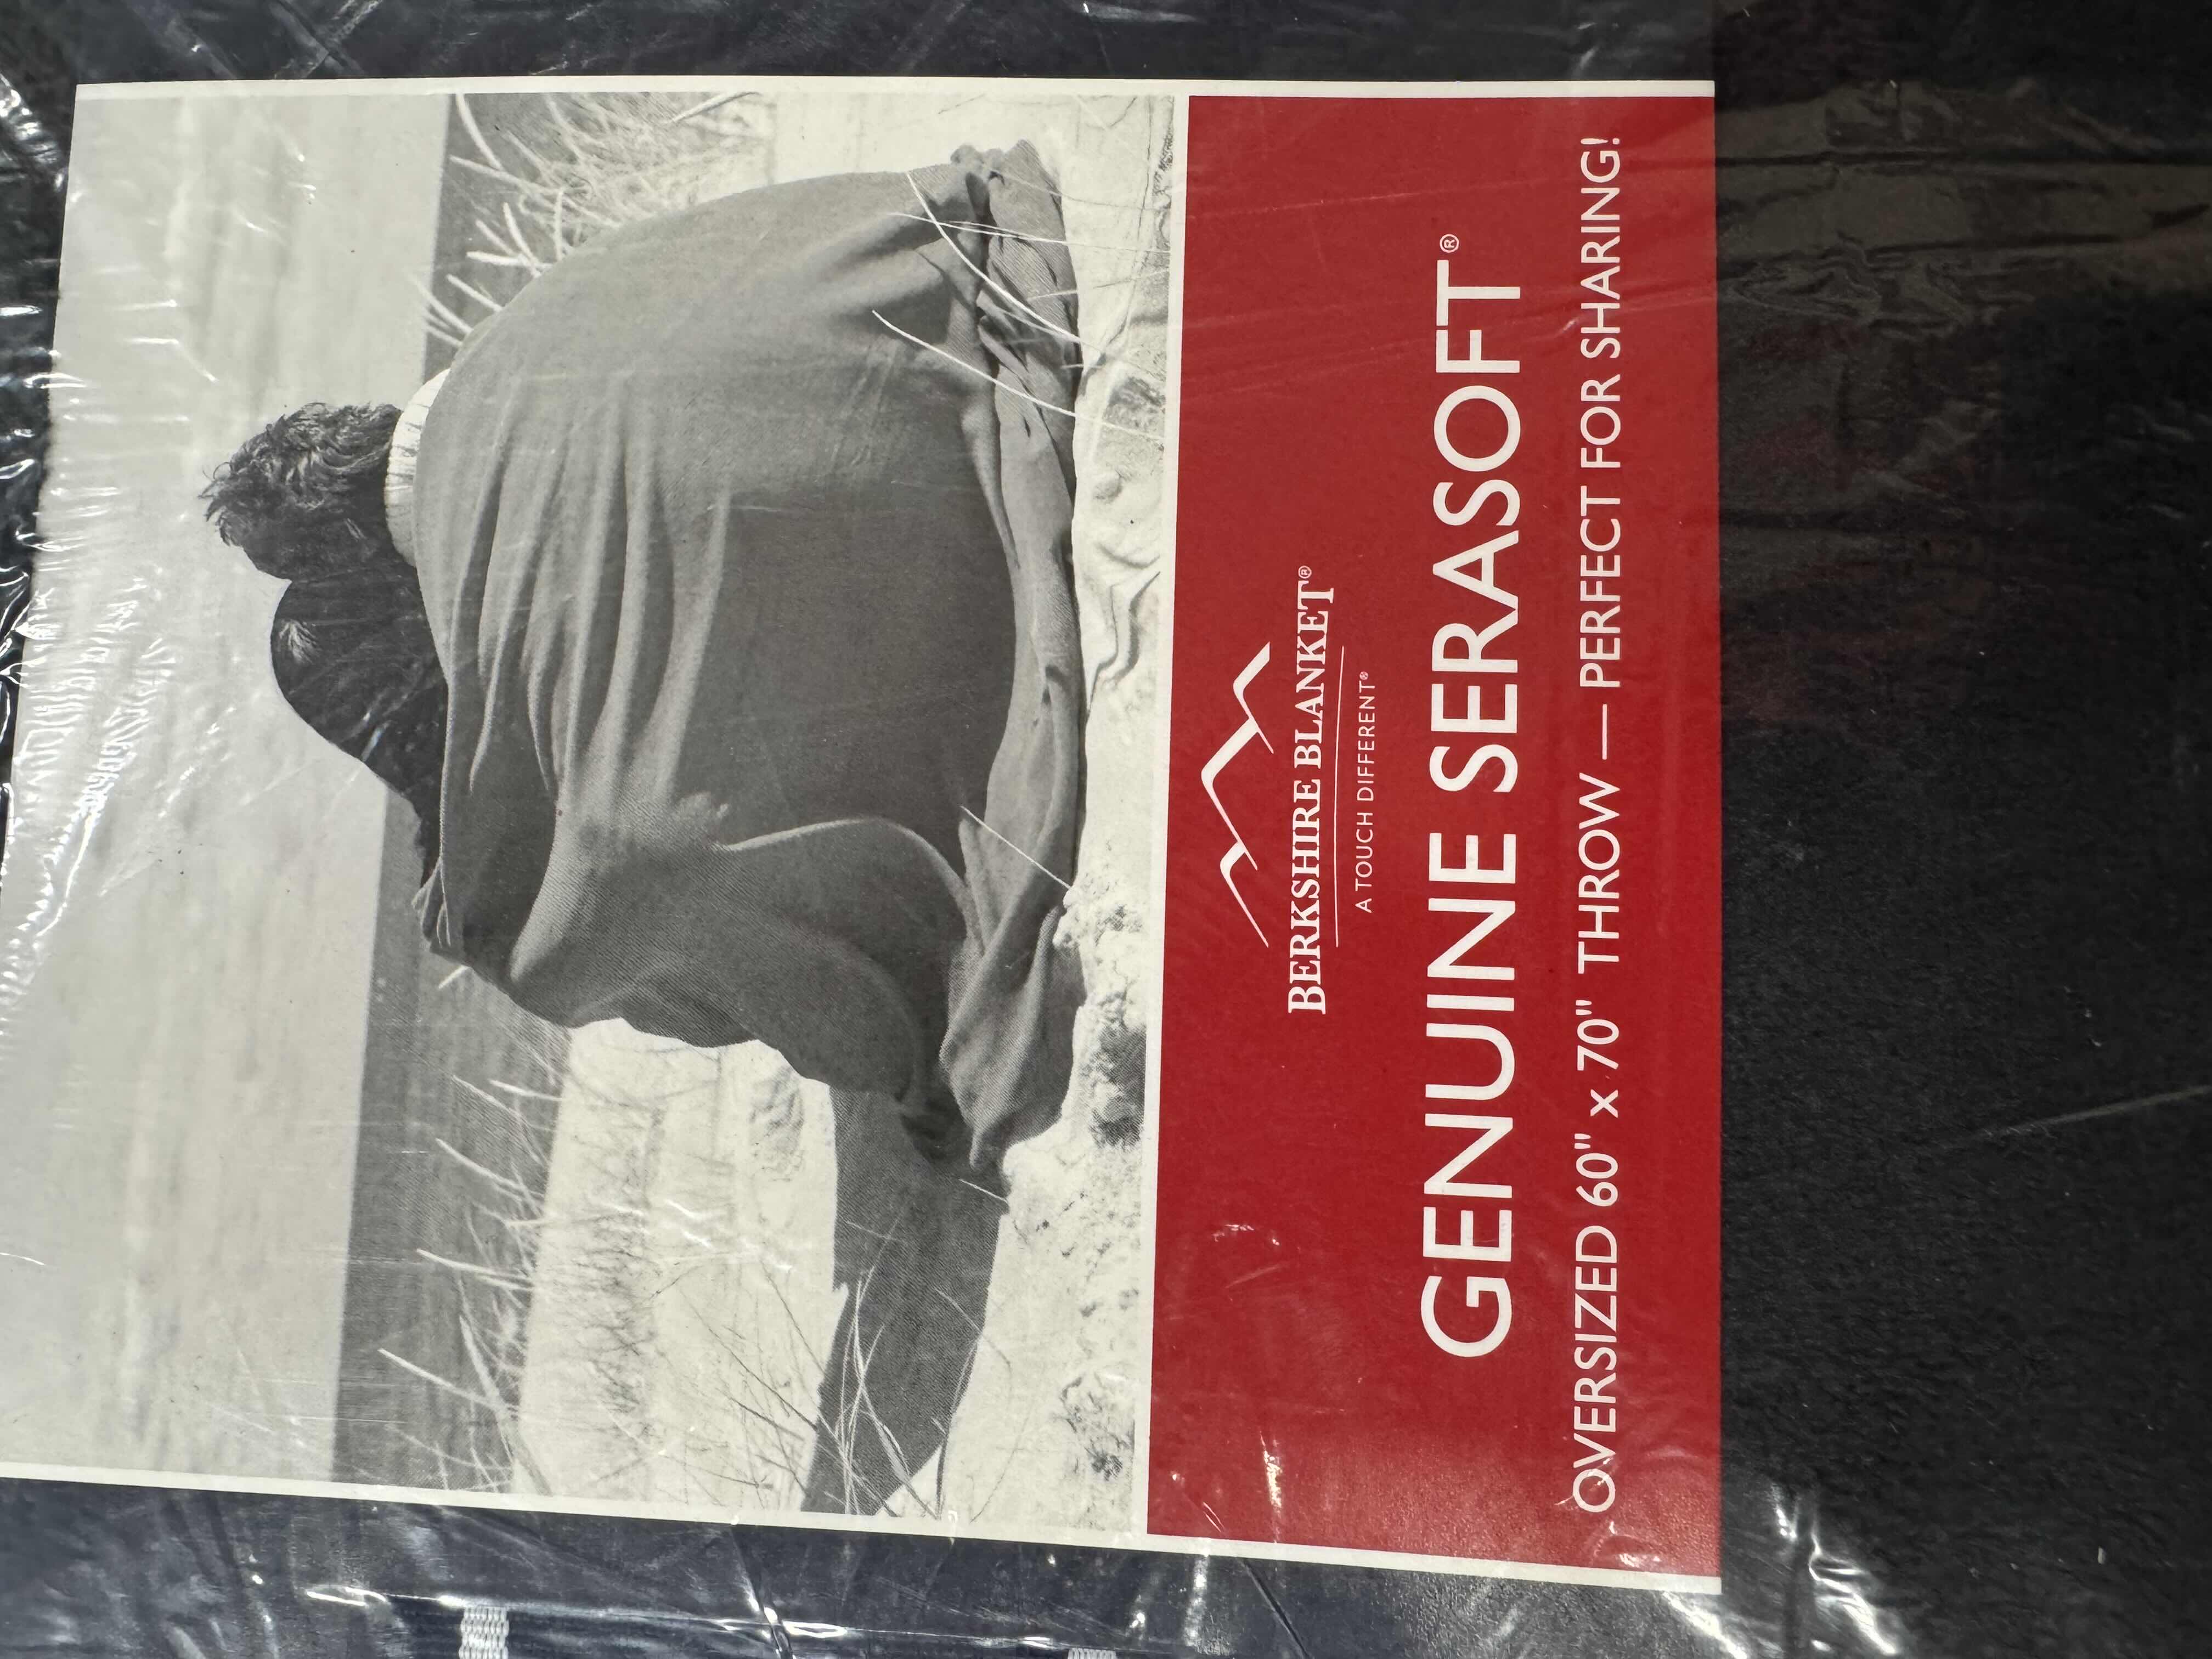 BERKSHIRE BLANKET®
A TOUCH DIFFERENT®
GENUINE SERASOFT®
OVERSIZED 60" x 70" THROW — PERFECT FOR SHARING!